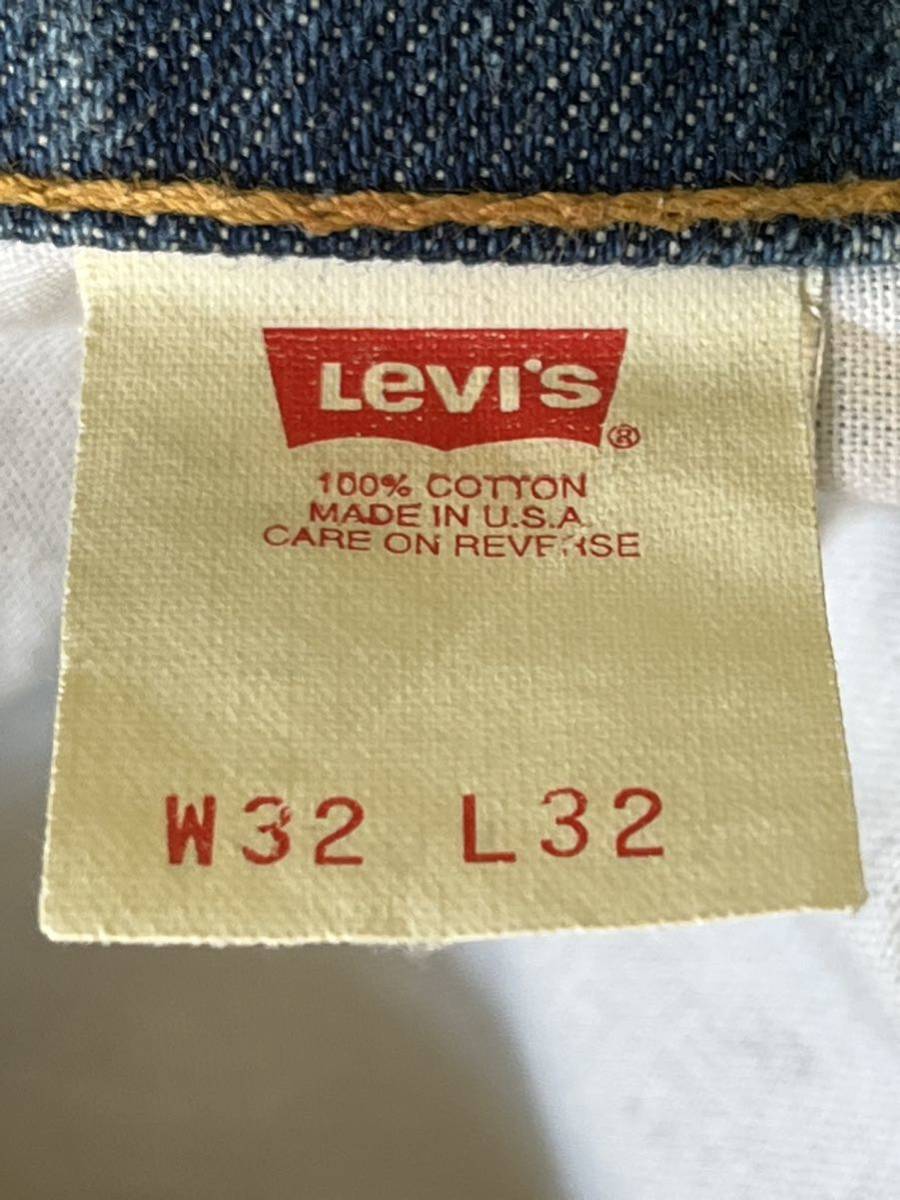 LEVI'S ®
100% COTTON
MADE IN U.S.A.
CARE ON REVERSE
W32 L32